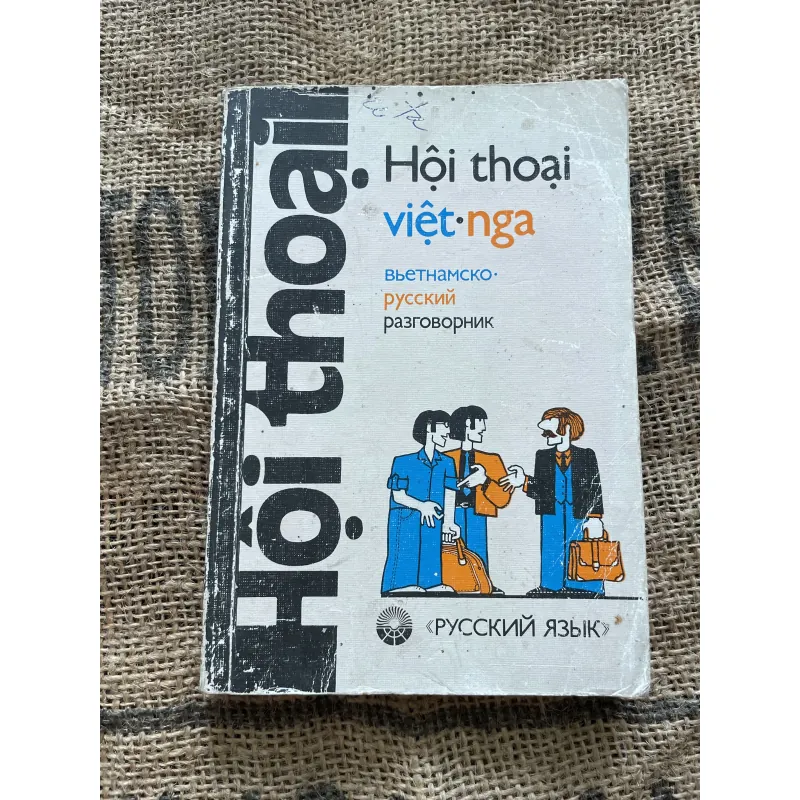 Hội thoại
Hội thoại
việt·nga
вьетнамско-
русский
разговорник
«РУССКИЙ ЯЗЫК»